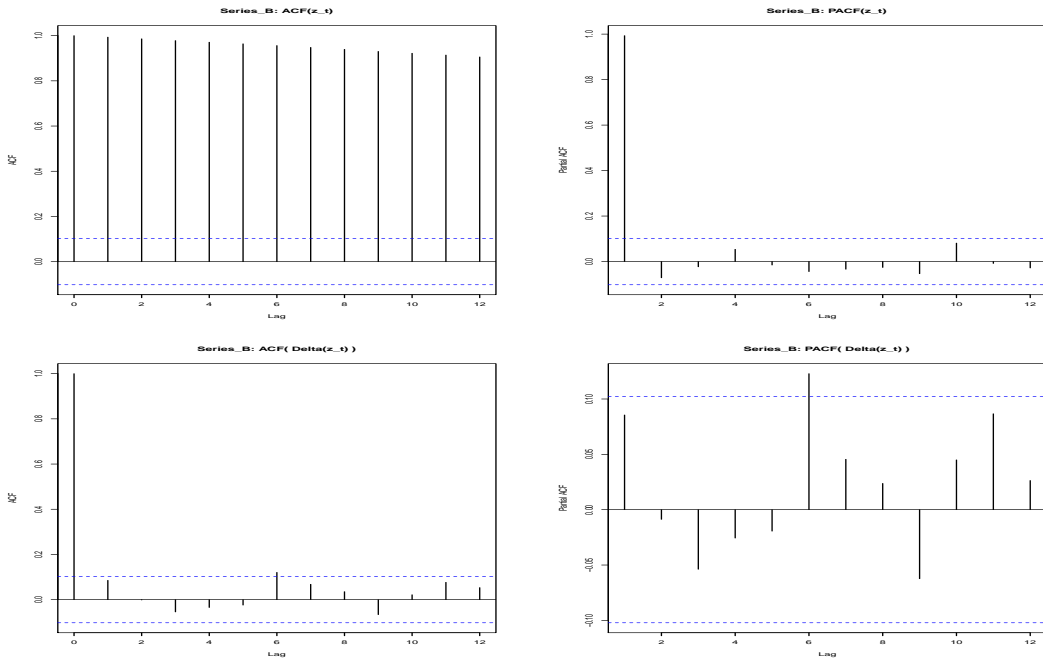 Series_B: ACF(z_t)
1.0
0.8
0.6
0.4
0.2
0.0
ACF
0 2 4 6 8 10 12
Lag
Series_B: PACF(z_t)
1.0
0.8
0.6
0.4
0.2
0.0
Partial ACF
2 4 6 8 10 12
Lag
Series_B: ACF( Delta(z_t) )
1.0
0.8
0.6
0.4
0.2
0.0
ACF
0 2 4 6 8 10 12
Lag
Series_B: PACF( Delta(z_t) )
0.10
0.05
0.00
−0.05
−0.10
Partial ACF
2 4 6 8 10 12
Lag